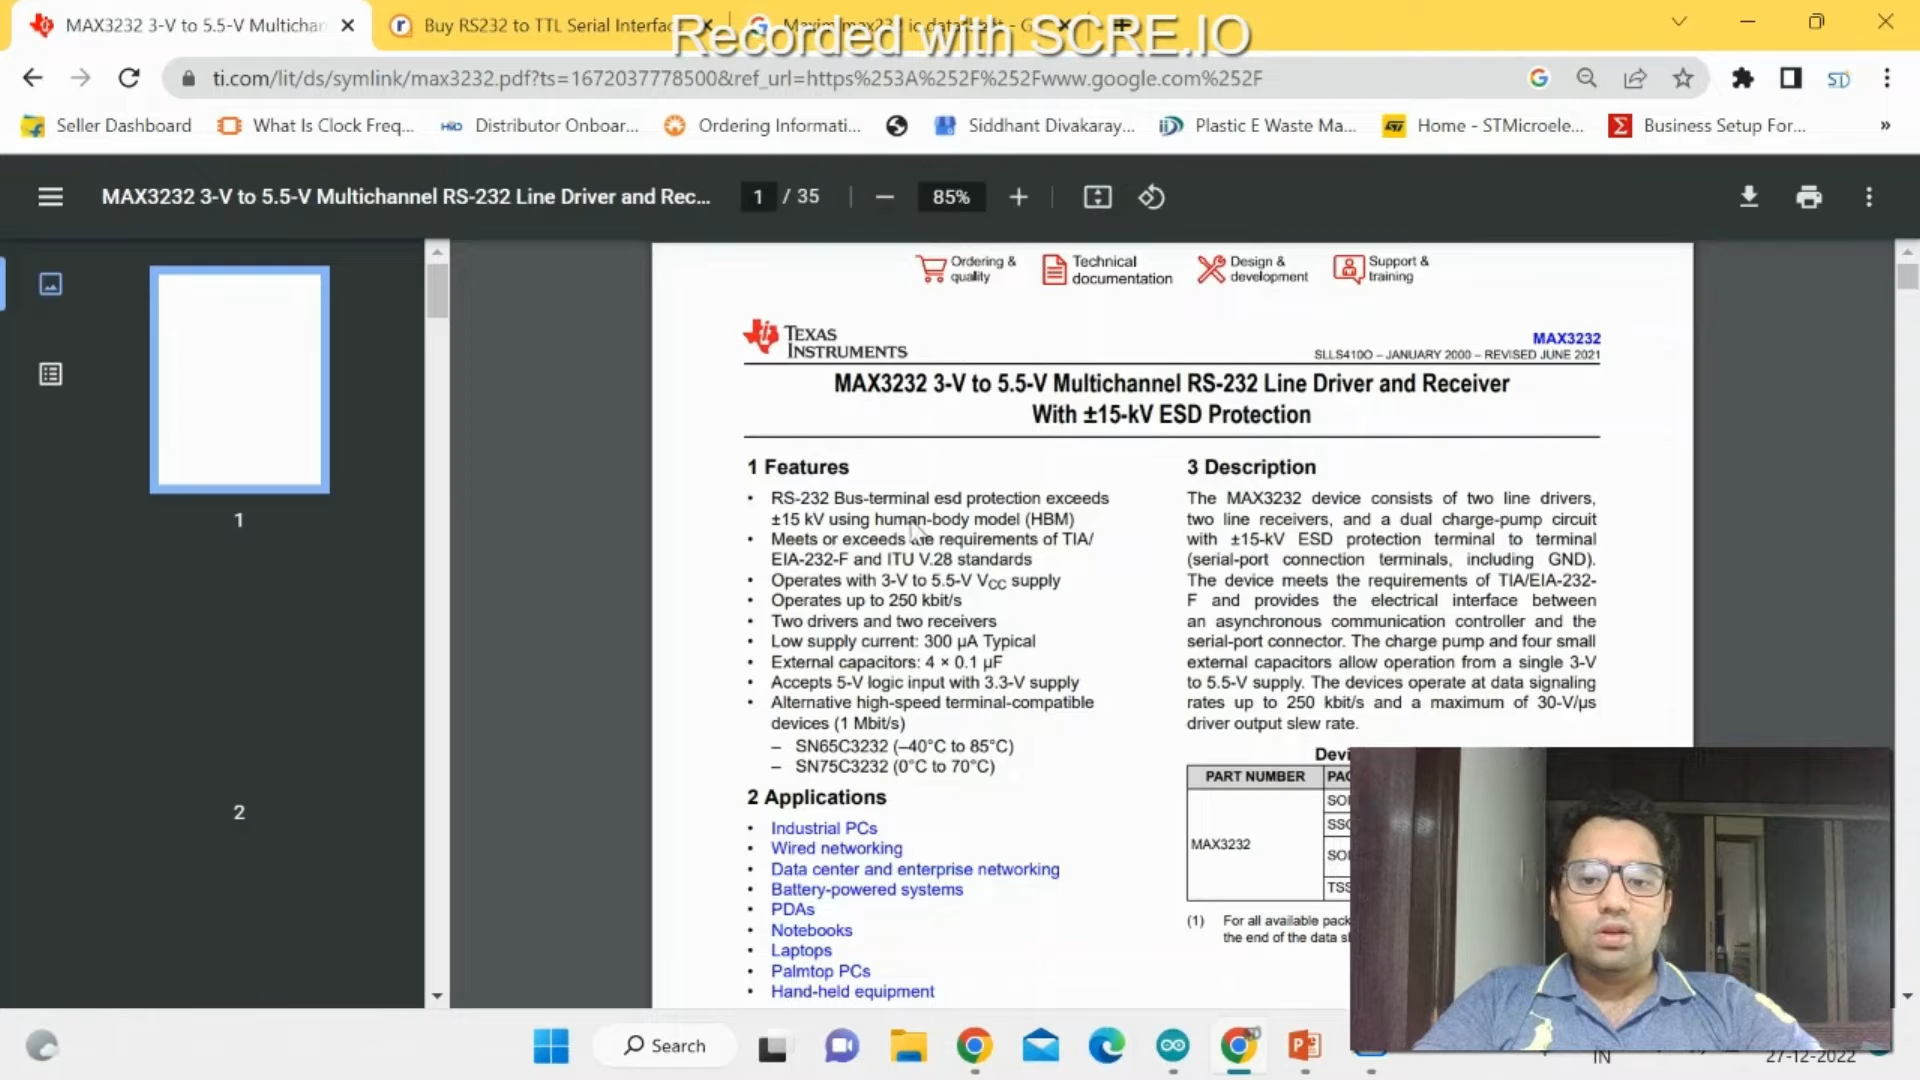 MAX3232 3-V to 5.5-V Multichan
Buy RS232 to TTL Serial Interfac
Recorded with SCRE.IO
ti.com/lit/ds/symlink/max3232.pdf?ts=1672037778500&ref_url=https%253A%252F%252Fwww.google.com%252F
Seller Dashboard
What Is Clock Freq...
Distributor Onboar...
Ordering Informati...
Siddhant Divakaray...
Plastic E Waste Ma...
Home - STMicroele...
Business Setup For...
»
MAX3232 3-V to 5.5-V Multichannel RS-232 Line Driver and Rec...
1 / 35
85%
Ordering & quality
Technical documentation
Design & development
Support & training
TEXAS INSTRUMENTS
MAX3232
SLLS410O – JANUARY 2000 – REVISED JUNE 2021
MAX3232 3-V to 5.5-V Multichannel RS-232 Line Driver and Receiver
With ±15-kV ESD Protection
1 Features
• RS-232 Bus-terminal esd protection exceeds
±15 kV using human-body model (HBM)
• Meets or exceeds the requirements of TIA/
EIA-232-F and ITU V.28 standards
• Operates with 3-V to 5.5-V VCC supply
• Operates up to 250 kbit/s
• Two drivers and two receivers
• Low supply current: 300 µA Typical
• External capacitors: 4 × 0.1 µF
• Accepts 5-V logic input with 3.3-V supply
• Alternative high-speed terminal-compatible
devices (1 Mbit/s)
– SN65C3232 (–40°C to 85°C)
– SN75C3232 (0°C to 70°C)
2 Applications
• Industrial PCs
• Wired networking
• Data center and enterprise networking
• Battery-powered systems
• PDAs
• Notebooks
• Laptops
• Palmtop PCs
• Hand-held equipment
3 Description
The MAX3232 device consists of two line drivers,
two line receivers, and a dual charge-pump circuit
with ±15-kV ESD protection terminal to terminal
(serial-port connection terminals, including GND).
The device meets the requirements of TIA/EIA-232-
F and provides the electrical interface between
an asynchronous communication controller and the
serial-port connector. The charge pump and four small
external capacitors allow operation from a single 3-V
to 5.5-V supply. The devices operate at data signaling
rates up to 250 kbit/s and a maximum of 30-V/µs
driver output slew rate.
Devi
PART NUMBER
MAX3232
(1) For all available pack
the end of the data s
1
2
Search
IN
27-12-2022